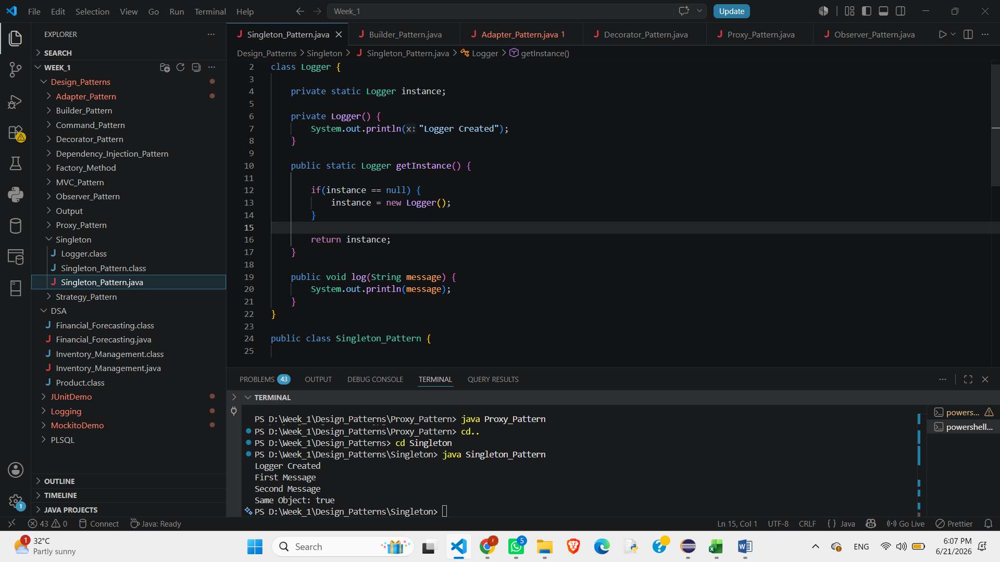 File Edit Selection View Go Run Terminal Help
Week_1
Update
EXPLORER
SEARCH
WEEK_1
Design_Patterns
Adapter_Pattern
Builder_Pattern
Command_Pattern
Decorator_Pattern
Dependency_Injection_Pattern
Factory_Method
MVC_Pattern
Observer_Pattern
Output
Proxy_Pattern
Singleton
J Logger.class
J Singleton_Pattern.class
J Singleton_Pattern.java
Strategy_Pattern
DSA
J Financial_Forecasting.class
J Financial_Forecasting.java
J Inventory_Management.class
J Inventory_Management.java
J Product.class
JUnitDemo
Logging
MockitoDemo
PLSQL
OUTLINE
TIMELINE
JAVA PROJECTS
1
J Singleton_Pattern.java J Builder_Pattern.java J Adapter_Pattern.java 1 J Decorator_Pattern.java J Proxy_Pattern.java J Observer_Pattern.java
Design_Patterns > Singleton > J Singleton_Pattern.java > Logger > getInstance()
2 class Logger {
3
4 private static Logger instance;
5
6 private Logger() {
7 System.out.println(x: "Logger Created");
8 }
9
10 public static Logger getInstance() {
11
12 if(instance == null) {
13 instance = new Logger();
14 }
15
16 return instance;
17 }
18
19 public void log(String message) {
20 System.out.println(message);
21 }
22 }
23
24 public class Singleton_Pattern {
25
PROBLEMS 43 OUTPUT DEBUG CONSOLE TERMINAL QUERY RESULTS
TERMINAL
PS D:\Week_1\Design_Patterns\Proxy_Pattern> java Proxy_Pattern
PS D:\Week_1\Design_Patterns\Proxy_Pattern> cd..
PS D:\Week_1\Design_Patterns> cd Singleton
PS D:\Week_1\Design_Patterns\Singleton> java Singleton_Pattern
Logger Created
First Message
Second Message
Same Object: true
PS D:\Week_1\Design_Patterns\Singleton>
powers...
powershell...
43 0 Connect Java: Ready
Ln 15, Col 1 UTF-8 CRLF {} Java Go Live Prettier
1
32°C
Partly sunny
Search
r
5
ENG
6:07 PM
6/21/2026